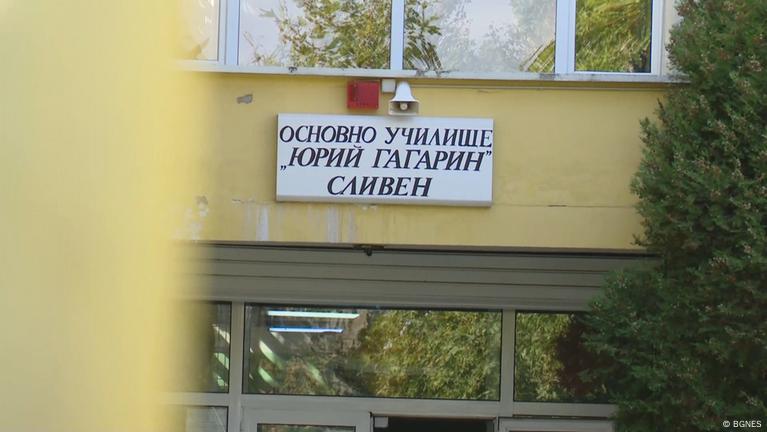 ОСНОВНО УЧИЛИЩЕ
„ЮРИЙ ГАГАРИН”
СЛИВЕН
© BGNES